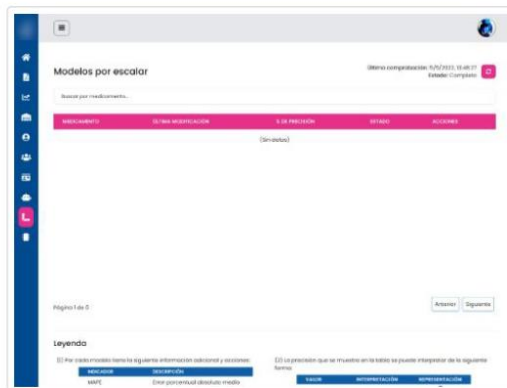 Modelos por escalar
Última comprobación: 15/11/2022, 13:48:27
Estado: Completo
Buscar por medicamento...
MEDICAMENTO ÚLTIMA MODIFICACIÓN % DE PRECISIÓN ESTADO ACCIONES
(Sin datos)
Página 1 de 0
Anterior Siguiente
Leyenda
(1) Por cada modelo tiene la siguiente información adicional y acciones:
INDICADOR DESCRIPCIÓN
MAPE Error porcentual absoluto medio
(2) La precisión que se muestra en la tabla se puede interpretar de la siguiente
forma:
VALOR INTERPRETACIÓN REPRESENTACIÓN